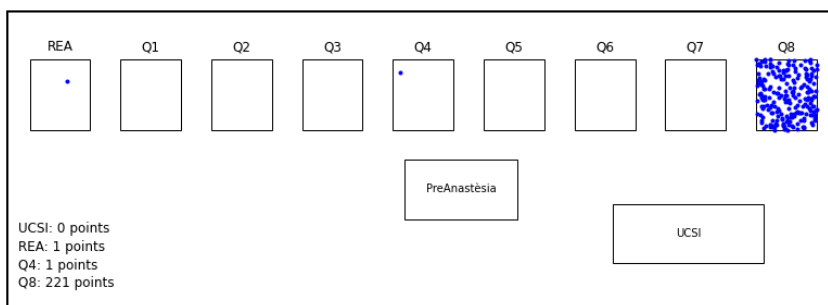 REA Q1 Q2 Q3 Q4 Q5 Q6 Q7 Q8
PreAnastèsia
UCSI
UCSI: 0 points
REA: 1 points
Q4: 1 points
Q8: 221 points